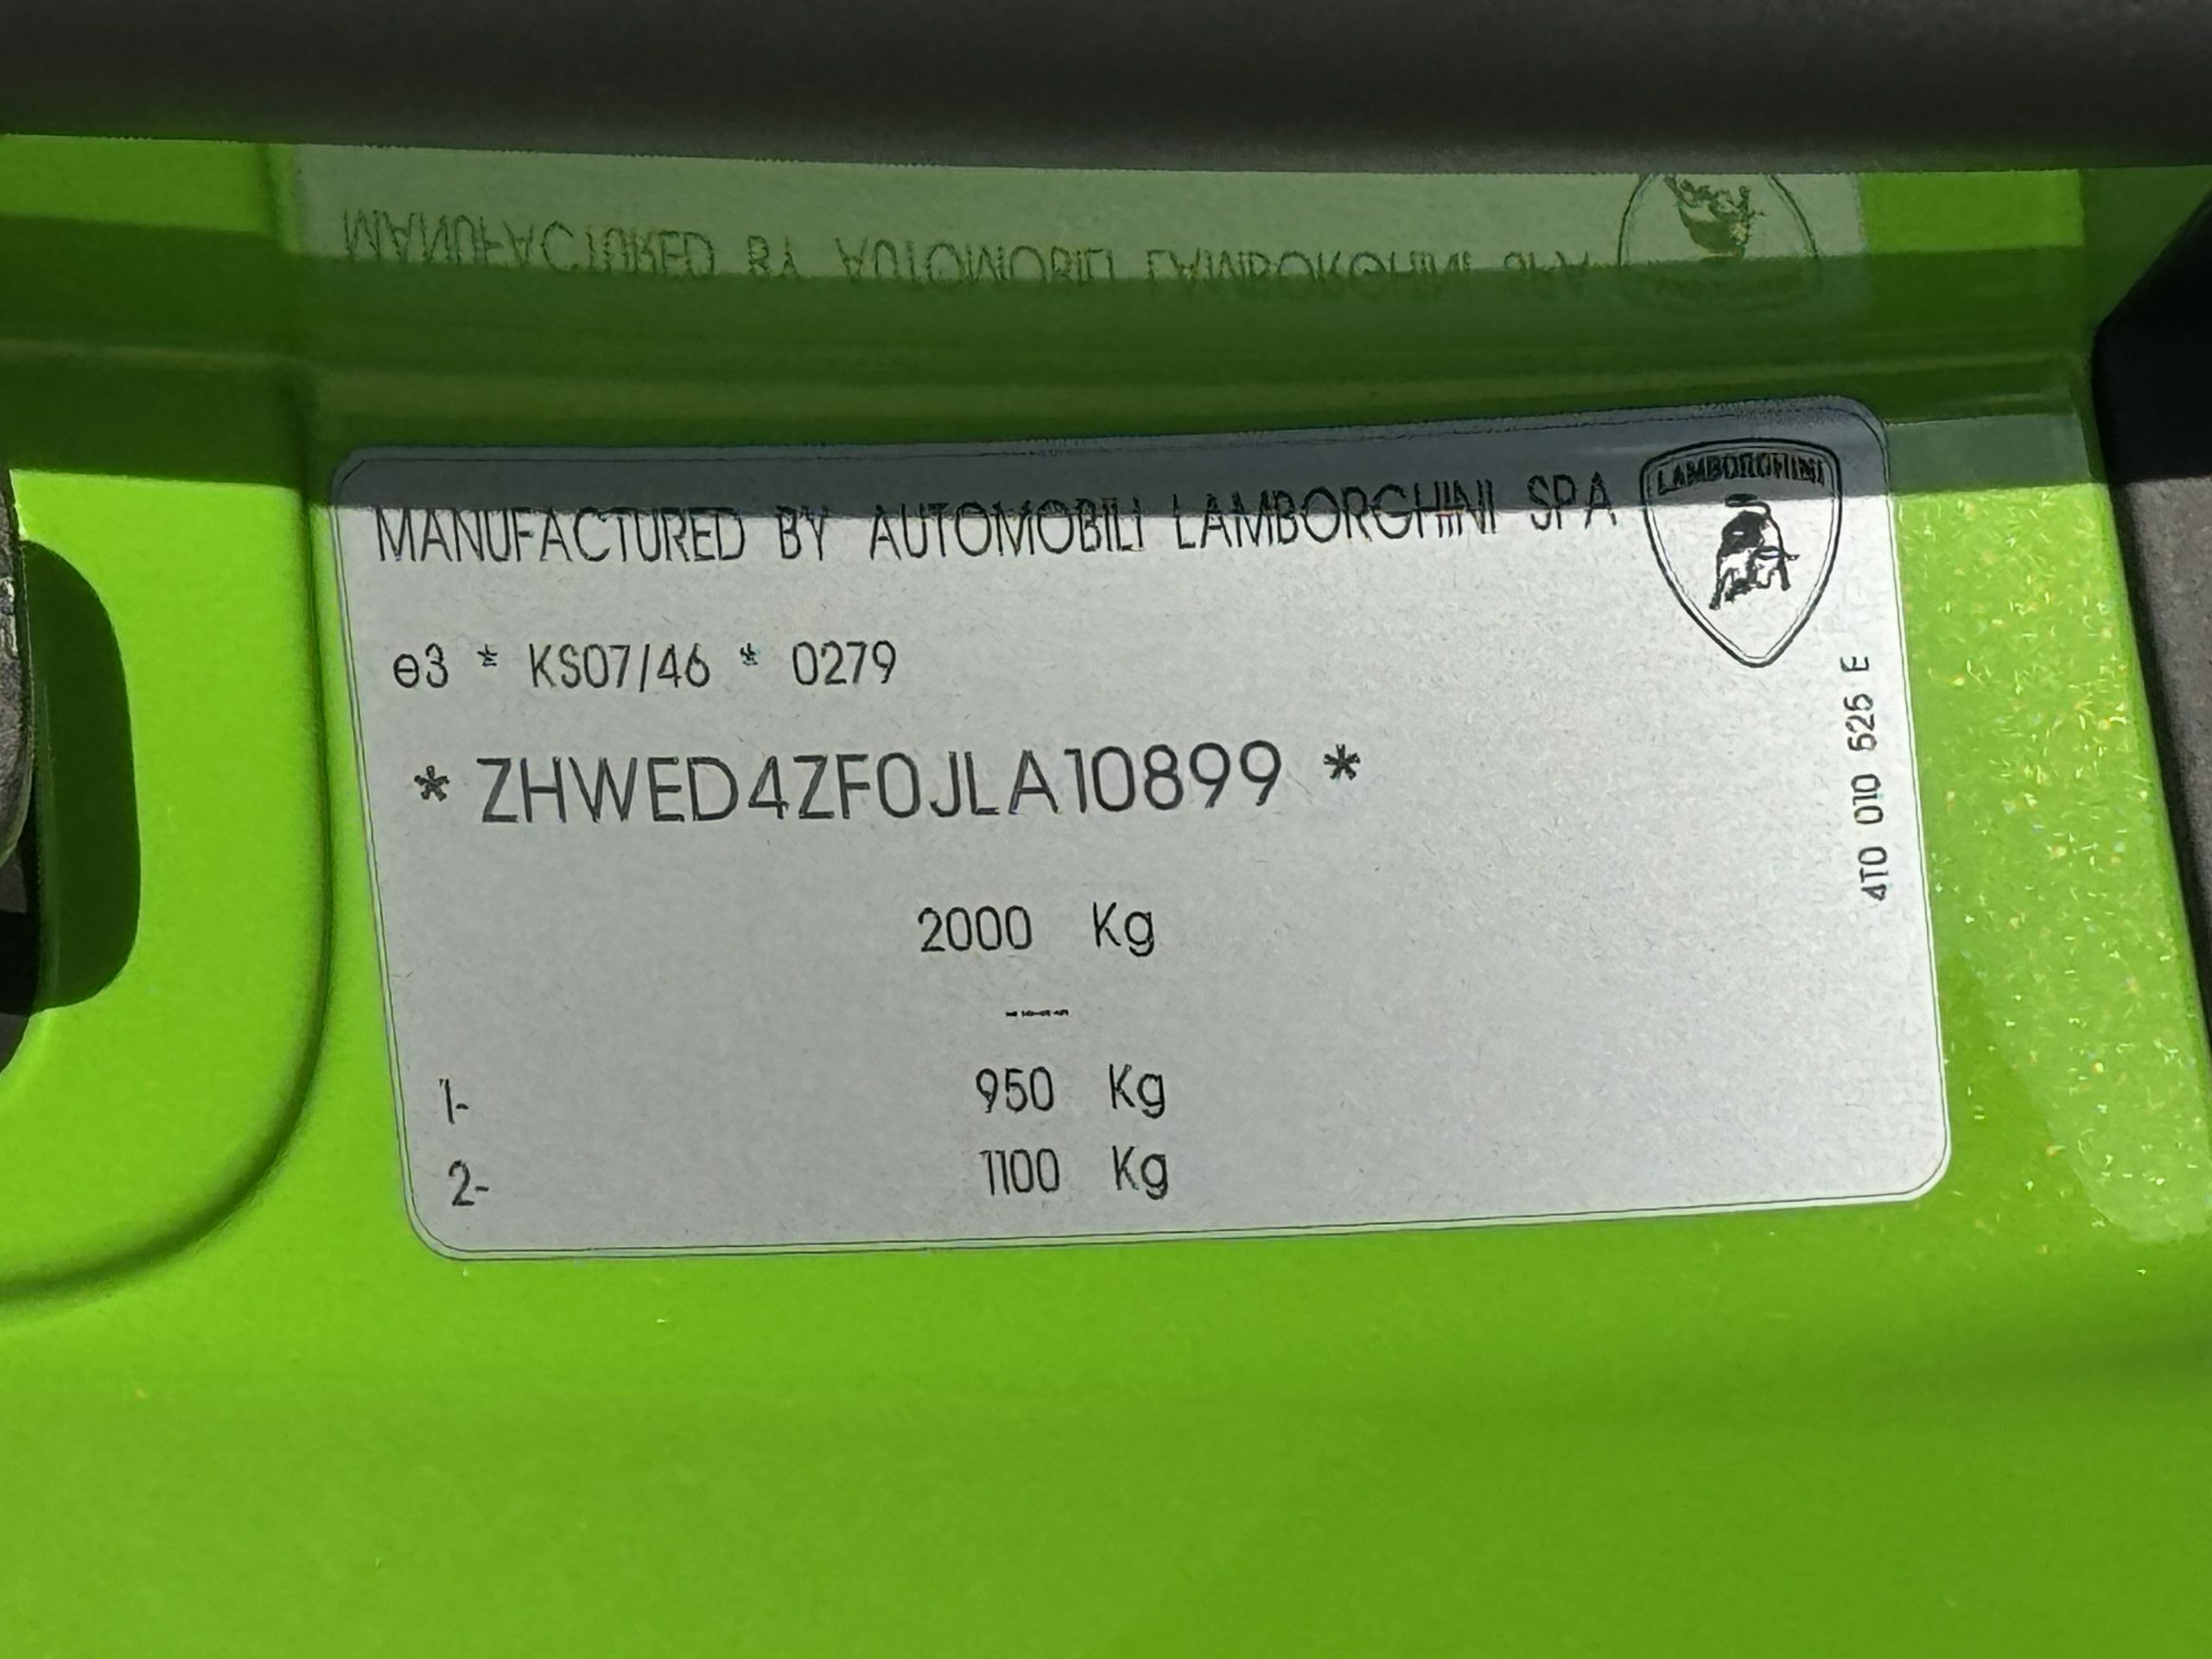 MANUFACTURED BY AUTOMOBILI LAMBORGHINI SPA
LAMBORGHINI
e3 * KS07/46 * 0279
* ZHWED4ZF0JLA10899 *
2000 Kg
1- 950 Kg
2- 1100 Kg
4T0 010 625 E